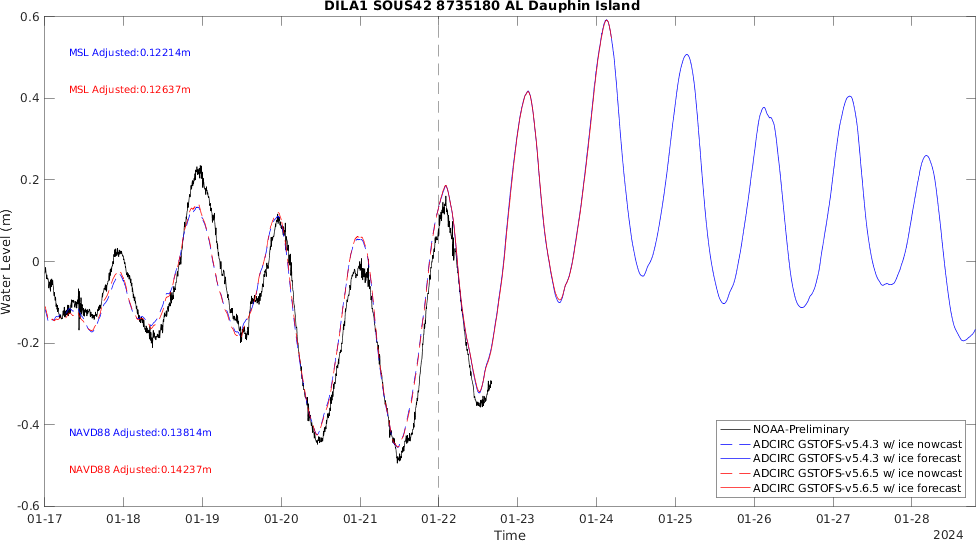 DILA1 SOUS42 8735180 AL Dauphin Island
MSL Adjusted:0.12214m
MSL Adjusted:0.12637m
NAVD88 Adjusted:0.13814m
NAVD88 Adjusted:0.14237m
Water Level (m)
0.6
0.4
0.2
0
-0.2
-0.4
-0.6
NOAA-Preliminary
ADCIRC GSTOFS-v5.4.3 w/ ice nowcast
ADCIRC GSTOFS-v5.4.3 w/ ice forecast
ADCIRC GSTOFS-v5.6.5 w/ ice nowcast
ADCIRC GSTOFS-v5.6.5 w/ ice forecast
01-17 01-18 01-19 01-20 01-21 01-22 01-23 01-24 01-25 01-26 01-27 01-28
Time
2024